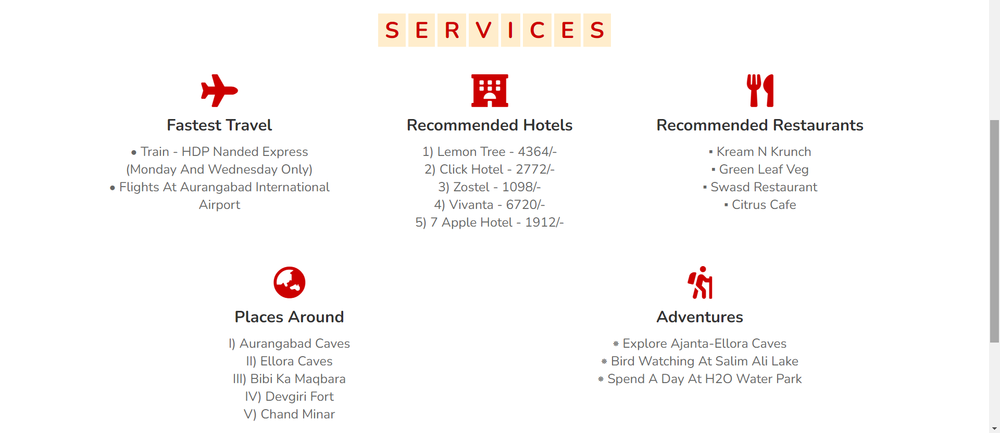 SERVICES
Fastest Travel
● Train - HDP Nanded Express
(Monday And Wednesday Only)
● Flights At Aurangabad International
Airport
Recommended Hotels
1) Lemon Tree - 4364/-
2) Click Hotel - 2772/-
3) Zostel - 1098/-
4) Vivanta - 6720/-
5) 7 Apple Hotel - 1912/-
Recommended Restaurants
▪ Kream N Krunch
▪ Green Leaf Veg
▪ Swasd Restaurant
▪ Citrus Cafe
Places Around
I) Aurangabad Caves
II) Ellora Caves
III) Bibi Ka Maqbara
IV) Devgiri Fort
V) Chand Minar
Adventures
⁕ Explore Ajanta-Ellora Caves
⁕ Bird Watching At Salim Ali Lake
⁕ Spend A Day At H2O Water Park